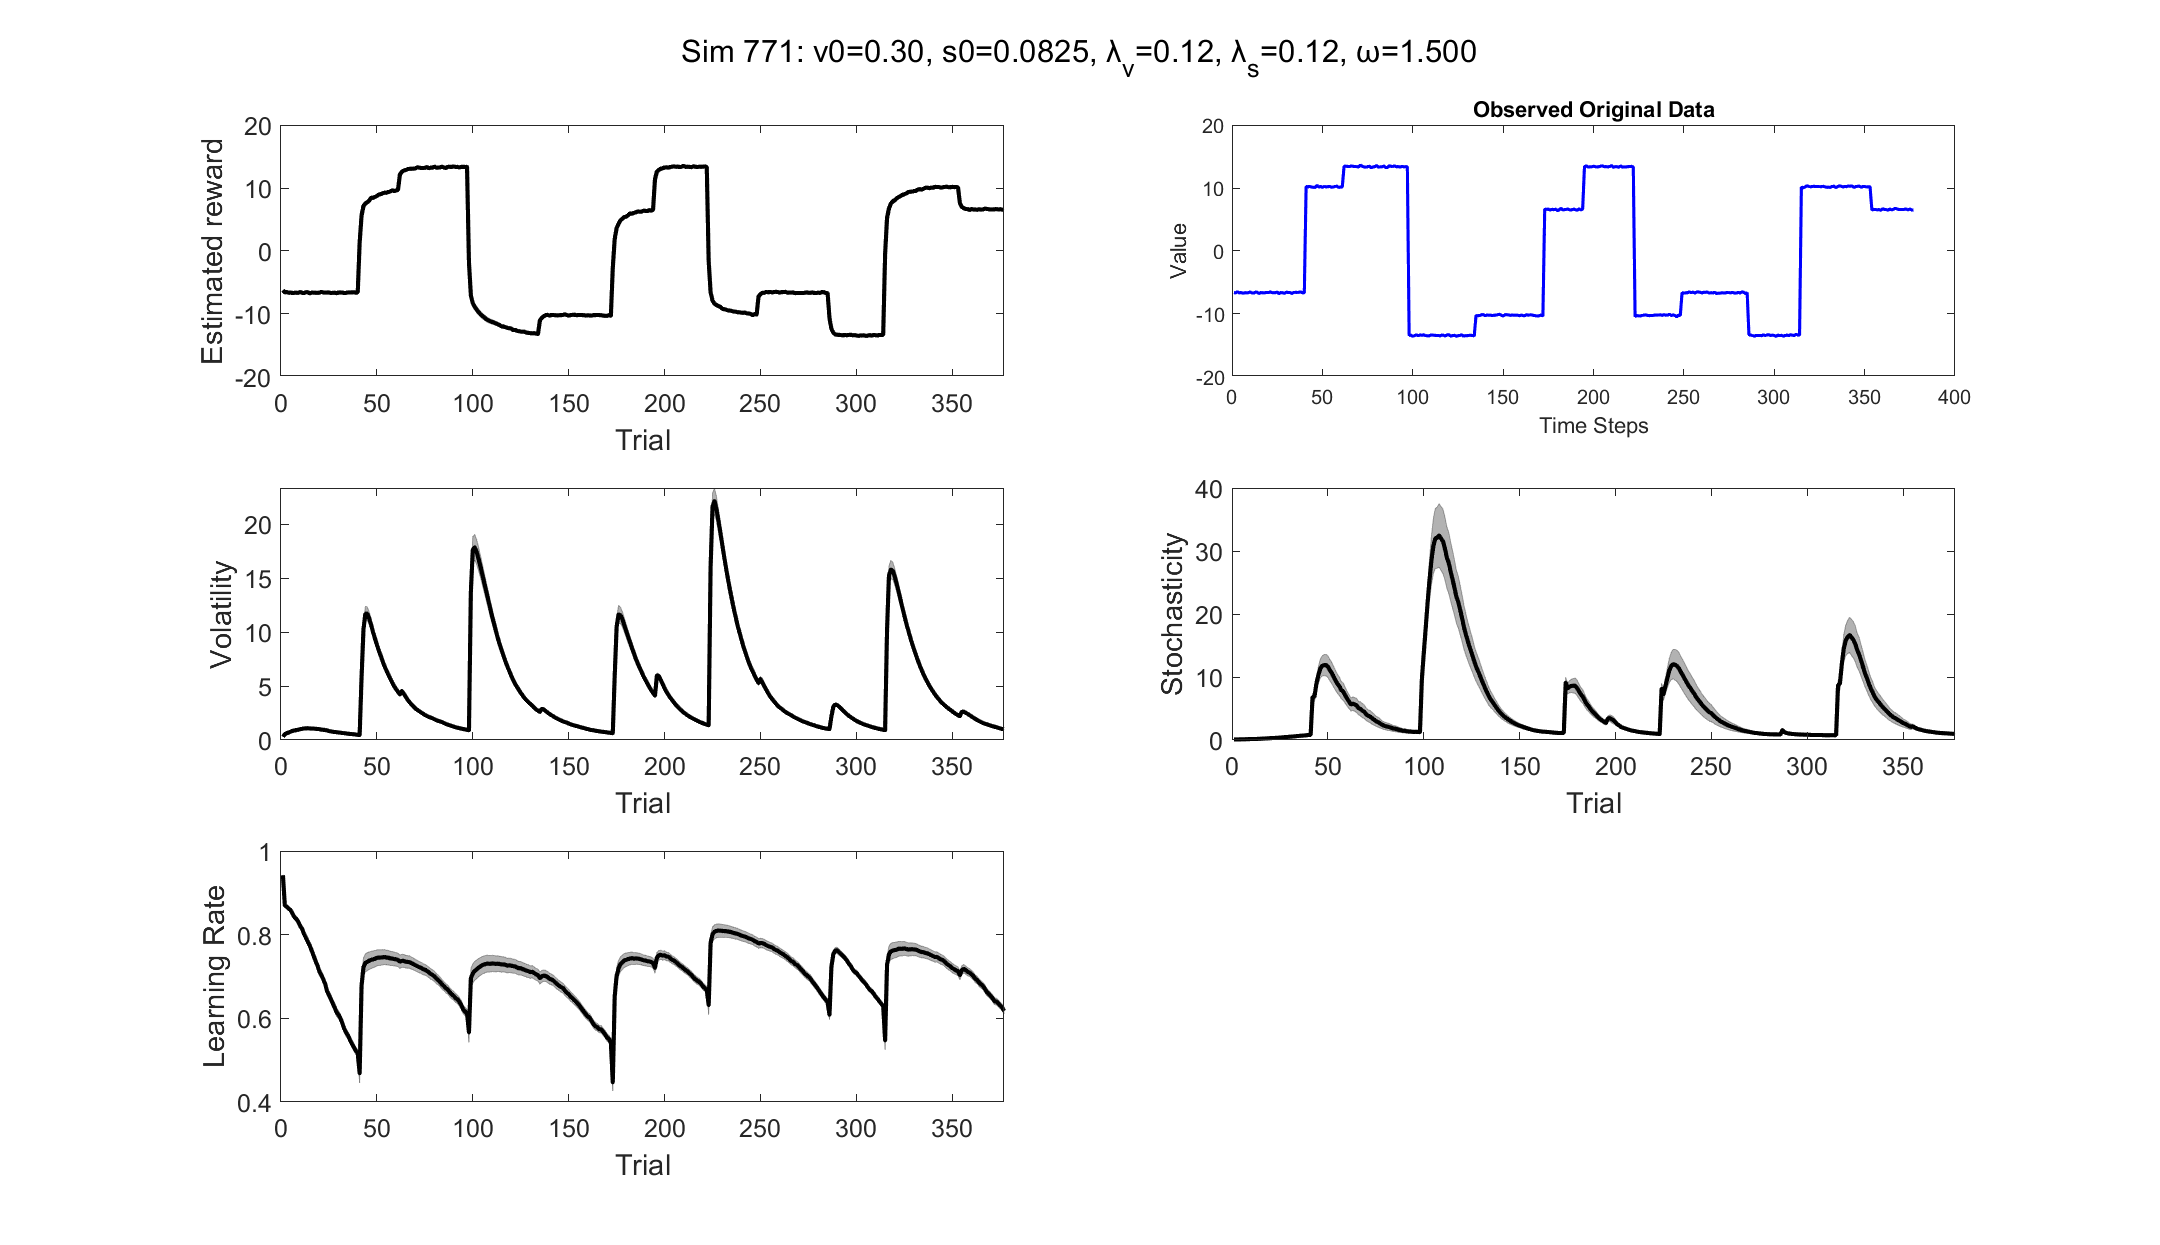 Sim 771: v0=0.30, s0=0.0825, λv=0.12, λs=0.12, ω=1.500
Estimated reward
20
10
0
-10
-20
0 50 100 150 200 250 300 350
Trial
Observed Original Data
Value
20
10
0
-10
-20
0 50 100 150 200 250 300 350 400
Time Steps
Volatility
20
15
10
5
0
0 50 100 150 200 250 300 350
Trial
Stochasticity
40
30
20
10
0
0 50 100 150 200 250 300 350
Trial
Learning Rate
1
0.8
0.6
0.4
0 50 100 150 200 250 300 350
Trial